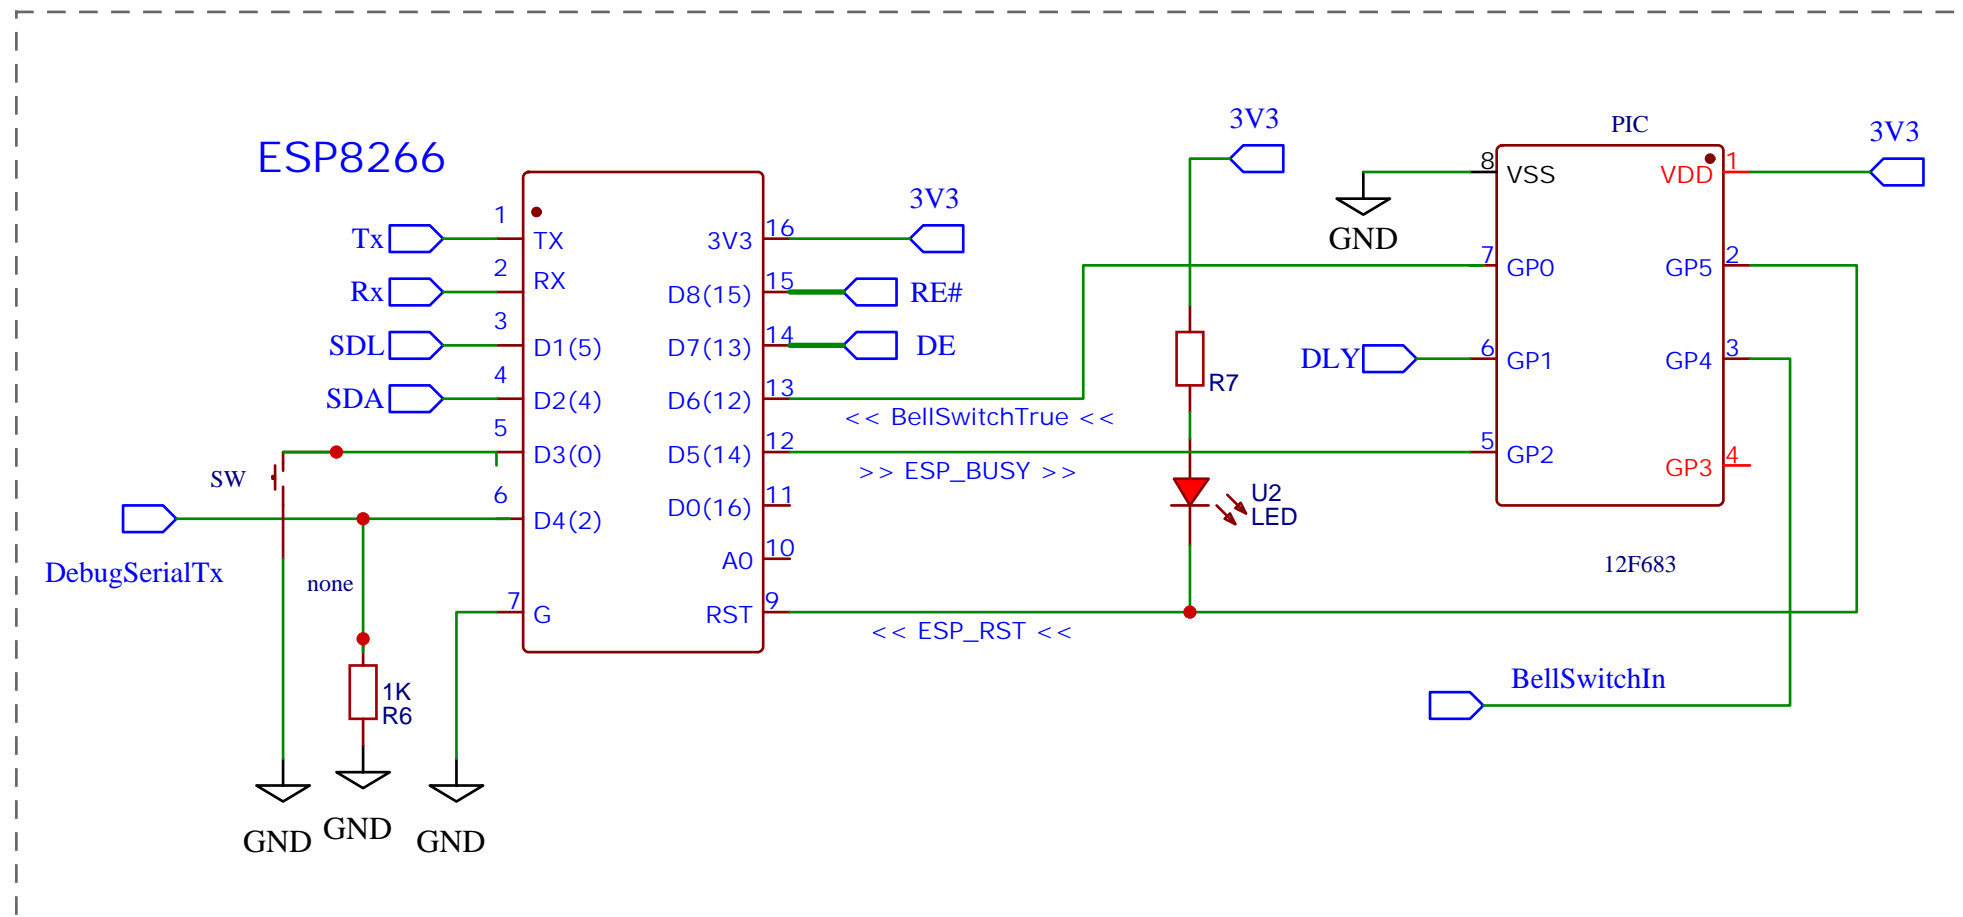 ESP8266
1
Tx
TX
2
Rx
RX
3
SDL
D1(5)
4
SDA
D2(4)
5
D3(0)
SW
6
D4(2)
DebugSerialTx
none
7
G
1K
R6
GND
GND
GND
3V3
16
3V3
15
D8(15)
RE#
14
D7(13)
DE
13
D6(12)
<< BellSwitchTrue <<
12
D5(14)
>> ESP_BUSY >>
11
D0(16)
10
A0
9
RST
<< ESP_RST <<
3V3
R7
U2
LED
PIC
3V3
8
VSS
VDD
1
GND
7
GP0
GP5
2
DLY
6
GP1
GP4
3
5
GP2
GP3
4
12F683
BellSwitchIn